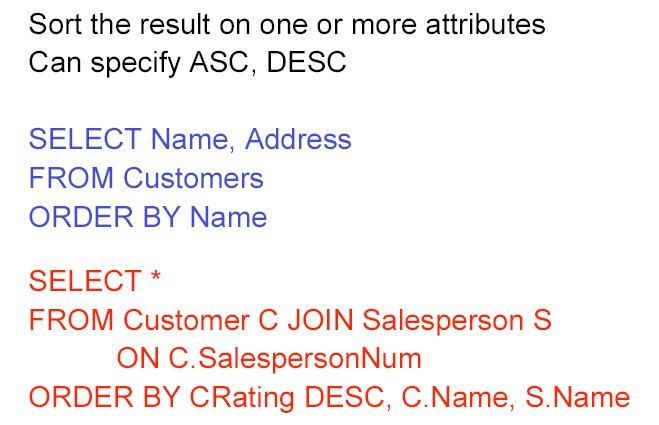 Sort the result on one or more attributes
Can specify ASC, DESC
SELECT Name, Address
FROM Customers
ORDER BY Name
SELECT *
FROM Customer C JOIN Salesperson S
ON C.SalespersonNum
ORDER BY CRating DESC, C.Name, S.Name